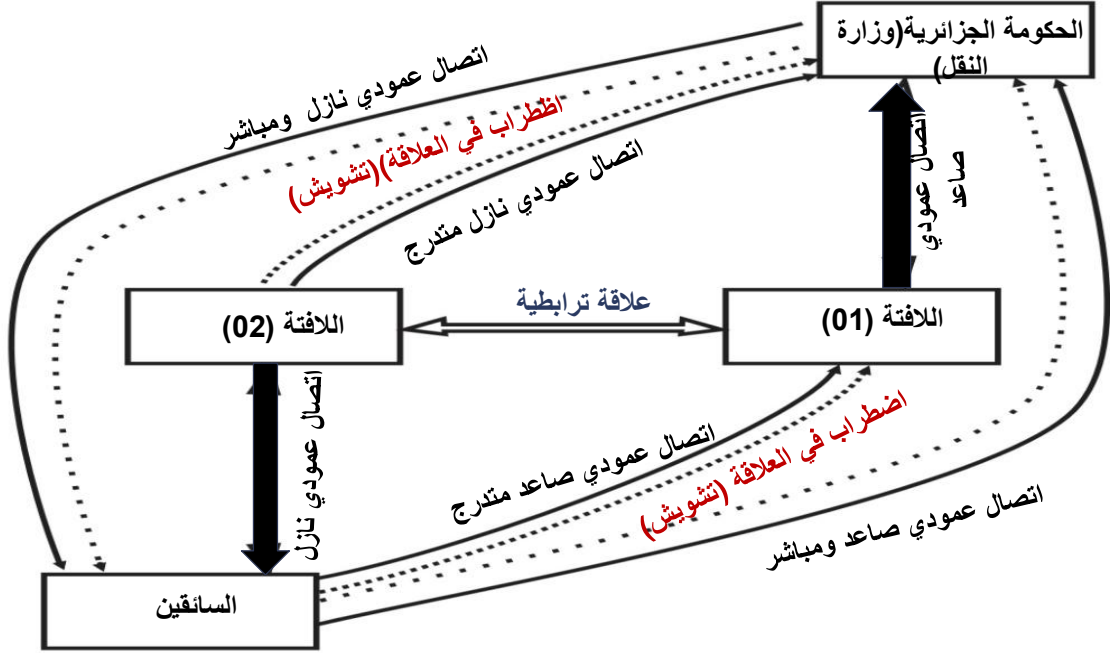 الحكومة الجزائرية(وزارة
النقل)
اتصال عمودي نازل ومباشر
اظطراب في العلاقة)(تشويش)
اتصال عمودي نازل متدرج
اتصال عمودي
صاعد
علاقة ترابطية
اللافتة (01)
اللافتة (02)
اتصال عمودي نازل
اتصال عمودي صاعد متدرج
اضطراب في العلاقة (تشويش)
اتصال عمودي صاعد ومباشر
السائقين